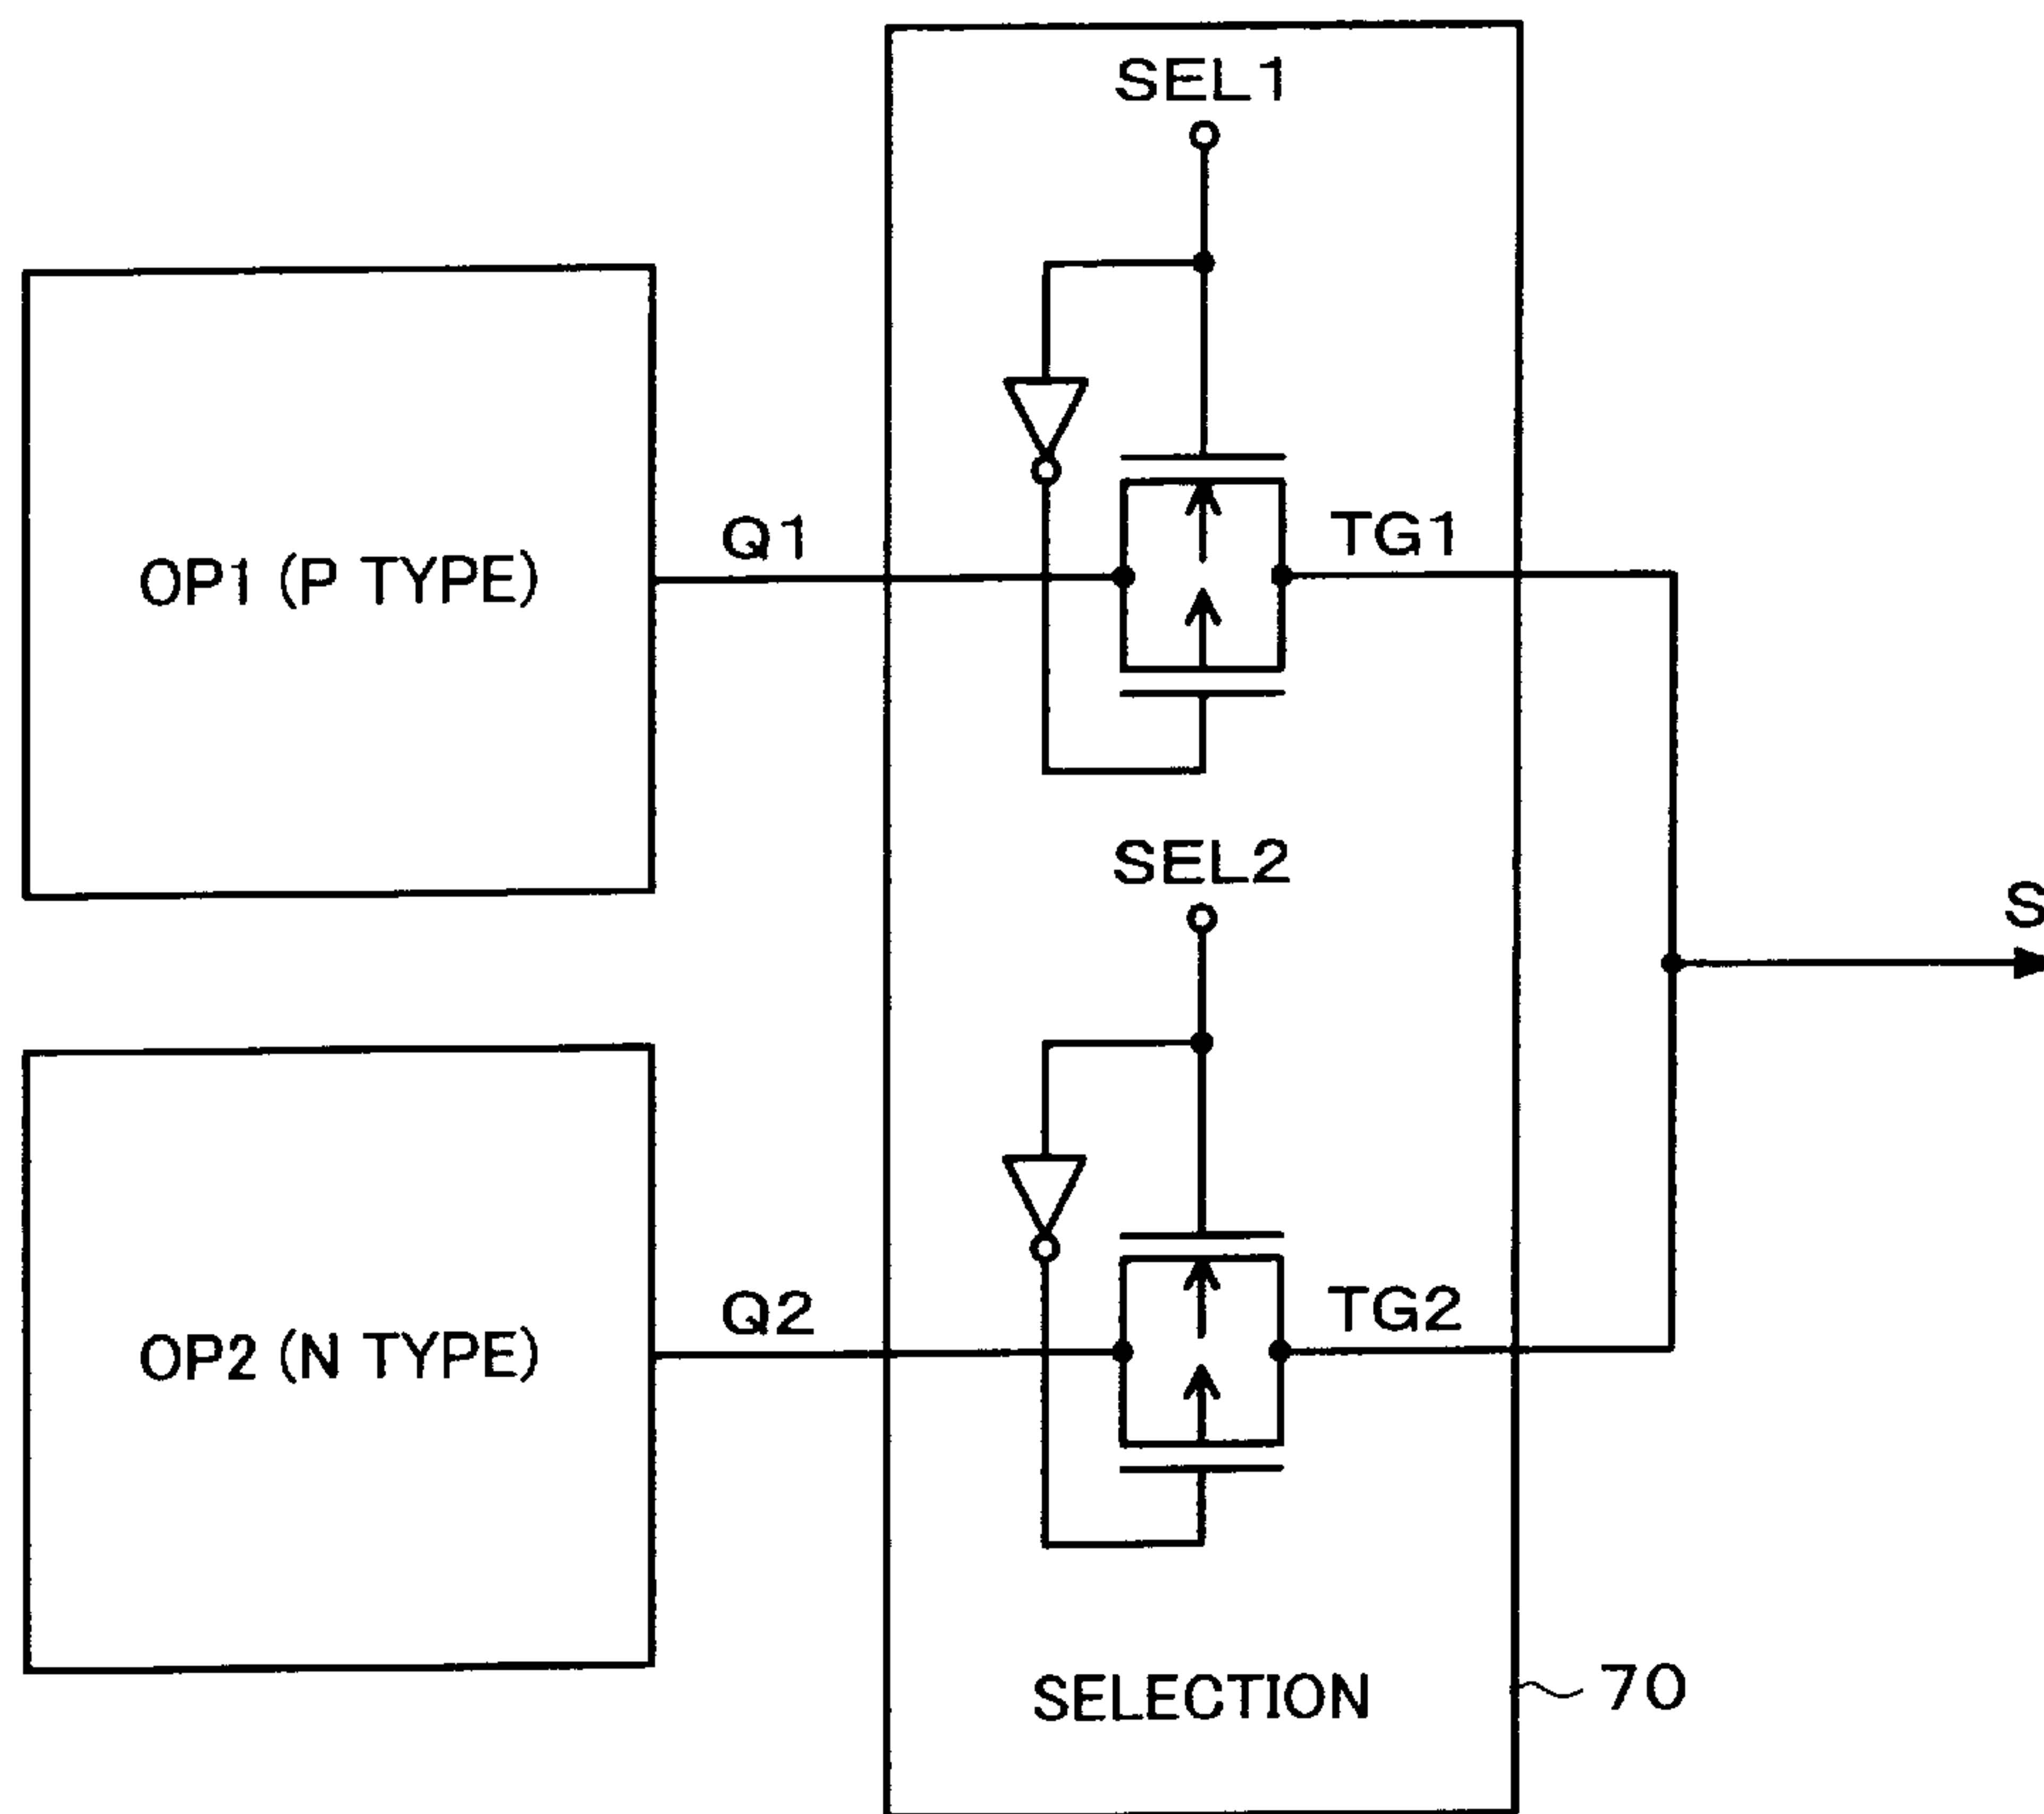 SEL1
Q1
TG1
OP1 (P TYPE)
SEL2
S
Q2
TG2
OP2 (N TYPE)
SELECTION
70